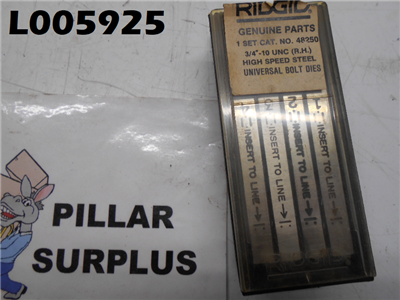 L005925
RIDGID
GENUINE PARTS
1 SET CAT. NO. 48250
3/4"-10 UNC (R.H.)
HIGH SPEED STEEL
UNIVERSAL BOLT DIES
INSERT TO LINE
INSERT TO LINE
INSERT TO LINE
INSERT TO LINE
PILLAR
SURPLUS